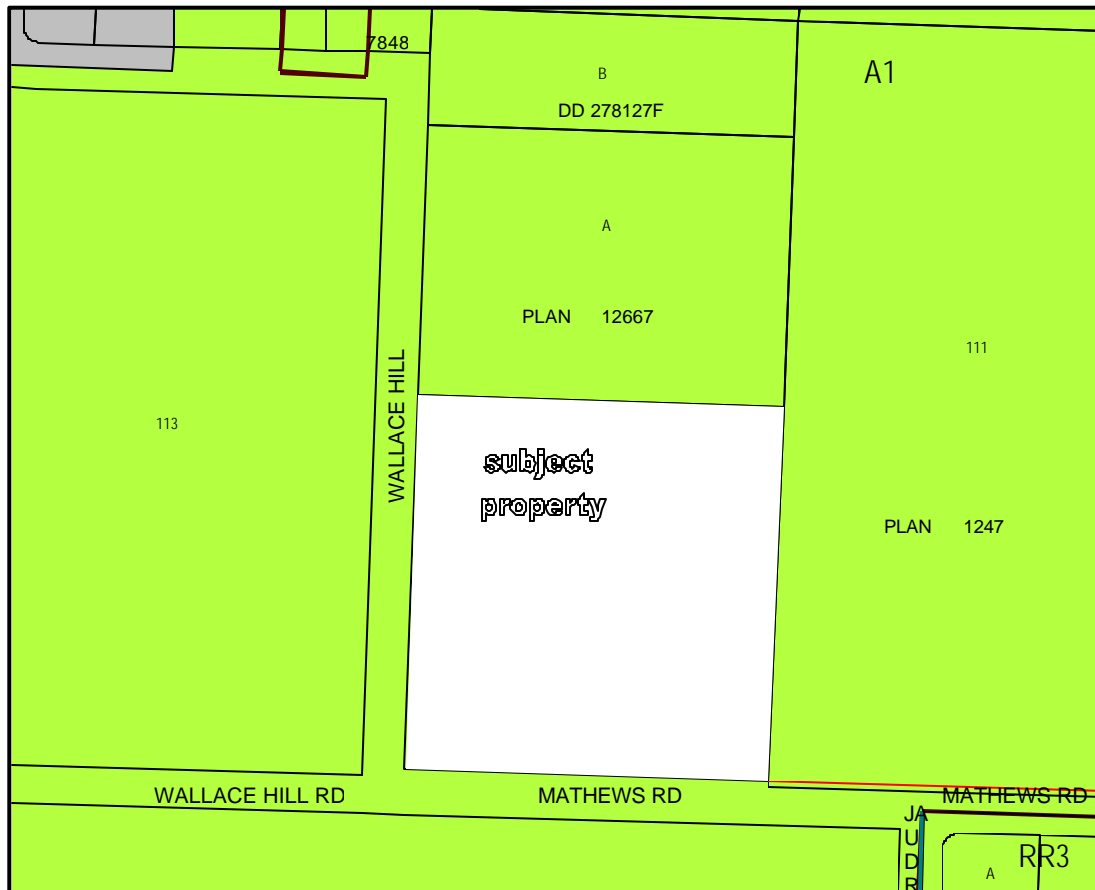 7848
B
A1
DD 278127F
A
PLAN 12667
111
WALLACE HILL
113
subject
property
PLAN 1247
WALLACE HILL RD
MATHEWS RD
MATHEWS RD
JA
U
D
R
RR3
A